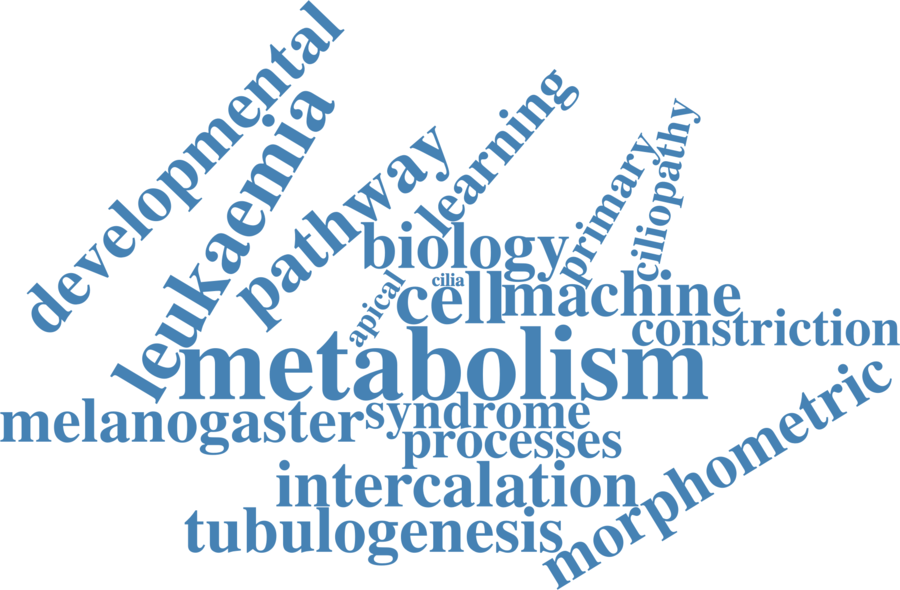 developmental
leukaemia
pathway
learning
primary
ciliopathy
biology
cilia
apical
cell
machine
constriction
metabolism
melanogaster
syndrome
processes
morphometric
intercalation
tubulogenesis